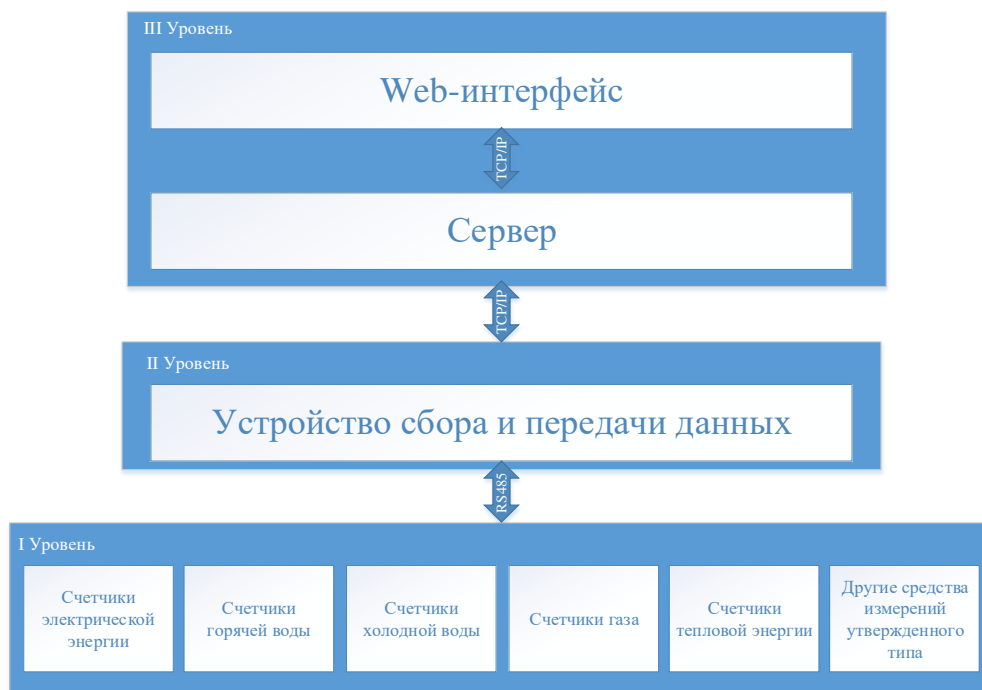 III Уровень
Web-интерфейс
TCP/IP
Сервер
TCP/IP
II Уровень
Устройство сбора и передачи данных
RS485
I Уровень
Счетчики
электрической
энергии
Счетчики
горячей воды
Счетчики
холодной воды
Счетчики газа
Счетчики
тепловой энергии
Другие средства
измерений
утвержденного
типа